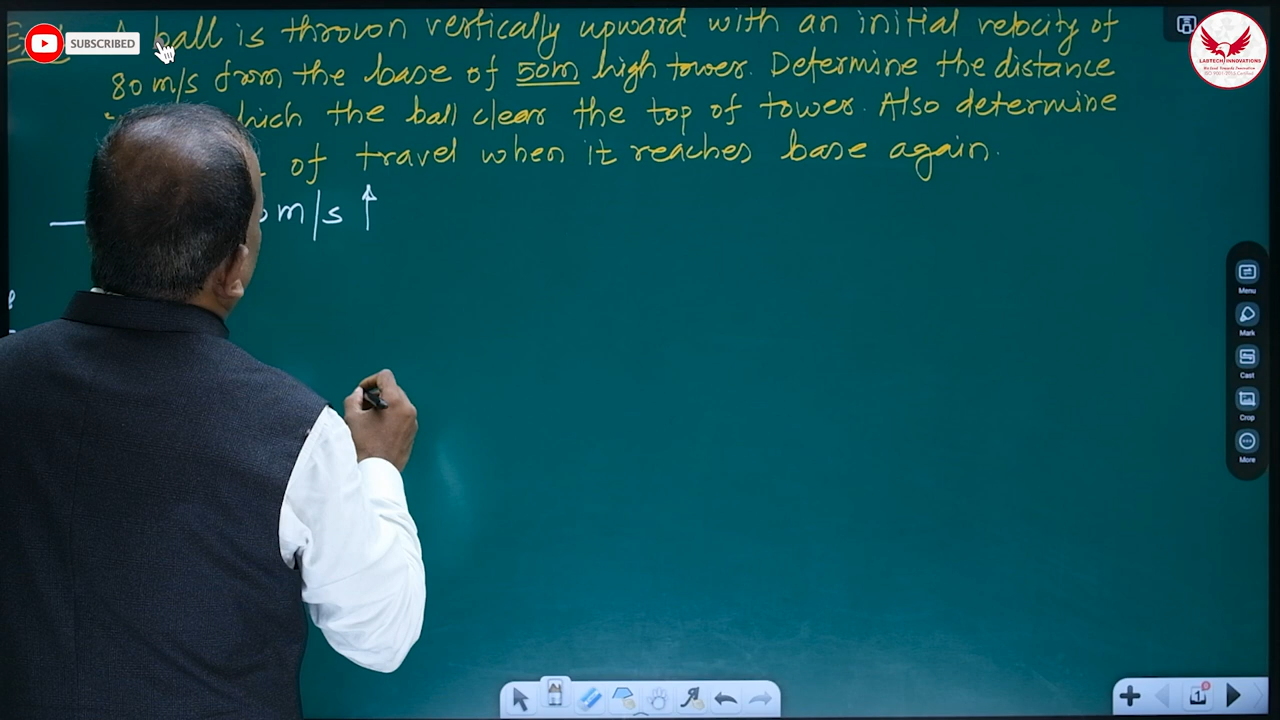 SUBSCRIBED
ball is thrown vertically upward with an initial velocity of
80 m/s from the base of 50m high tower. Determine the distance
the ball clear the top of tower. Also determine
of travel when it reaches base again.
m/s ↑
LABTECH INNOVATIONS
Menu
Mark
Cast
Crop
More
1